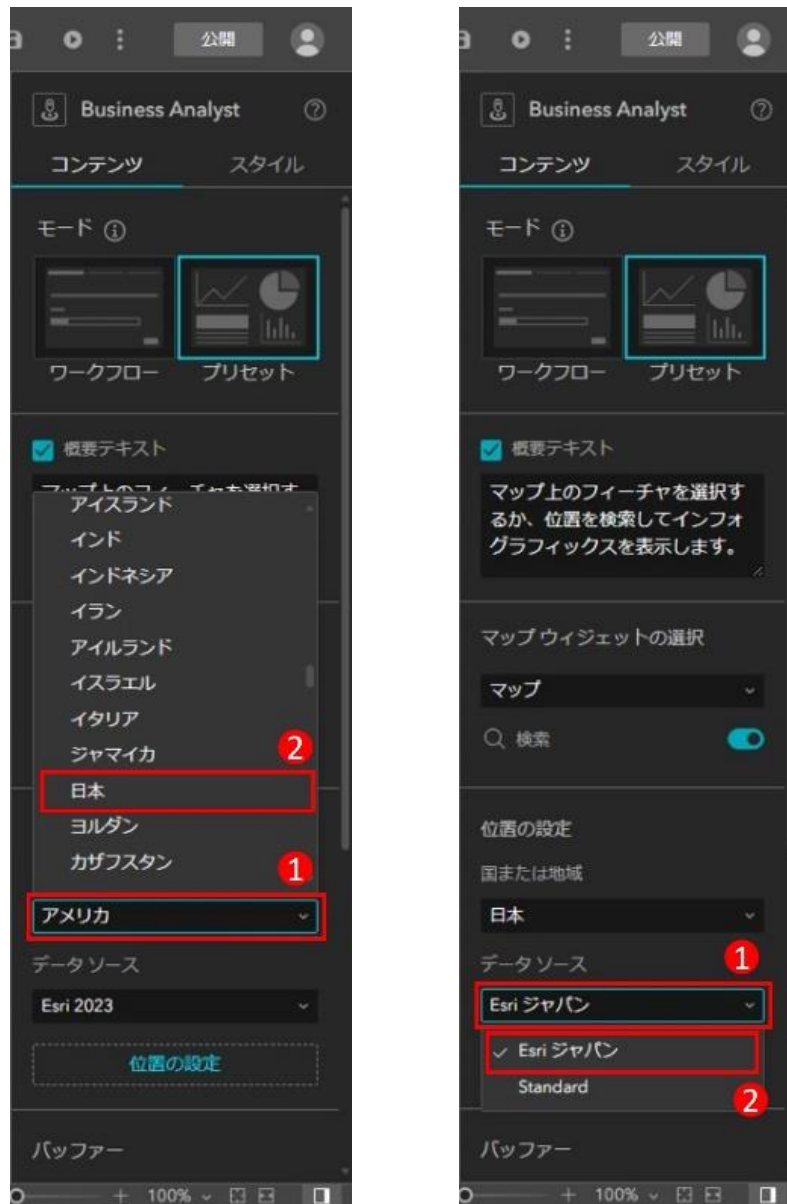 公開
Business Analyst
コンテンツ スタイル
モード
ワークフロー プリセット
概要テキスト
アイスランド
インド
インドネシア
イラン
アイルランド
イスラエル
イタリア
ジャマイカ
2
日本
ヨルダン
カザフスタン
1
アメリカ
データ ソース
Esri 2023
位置の設定
バッファー
100%
公開
Business Analyst
コンテンツ スタイル
モード
ワークフロー プリセット
概要テキスト
マップ上のフィーチャを選択す
るか、位置を検索してインフォ
グラフィックスを表示します。
マップ ウィジェットの選択
マップ
検索
位置の設定
国または地域
日本
データ ソース
1
Esri ジャパン
Esri ジャパン
Standard
2
バッファー
100%